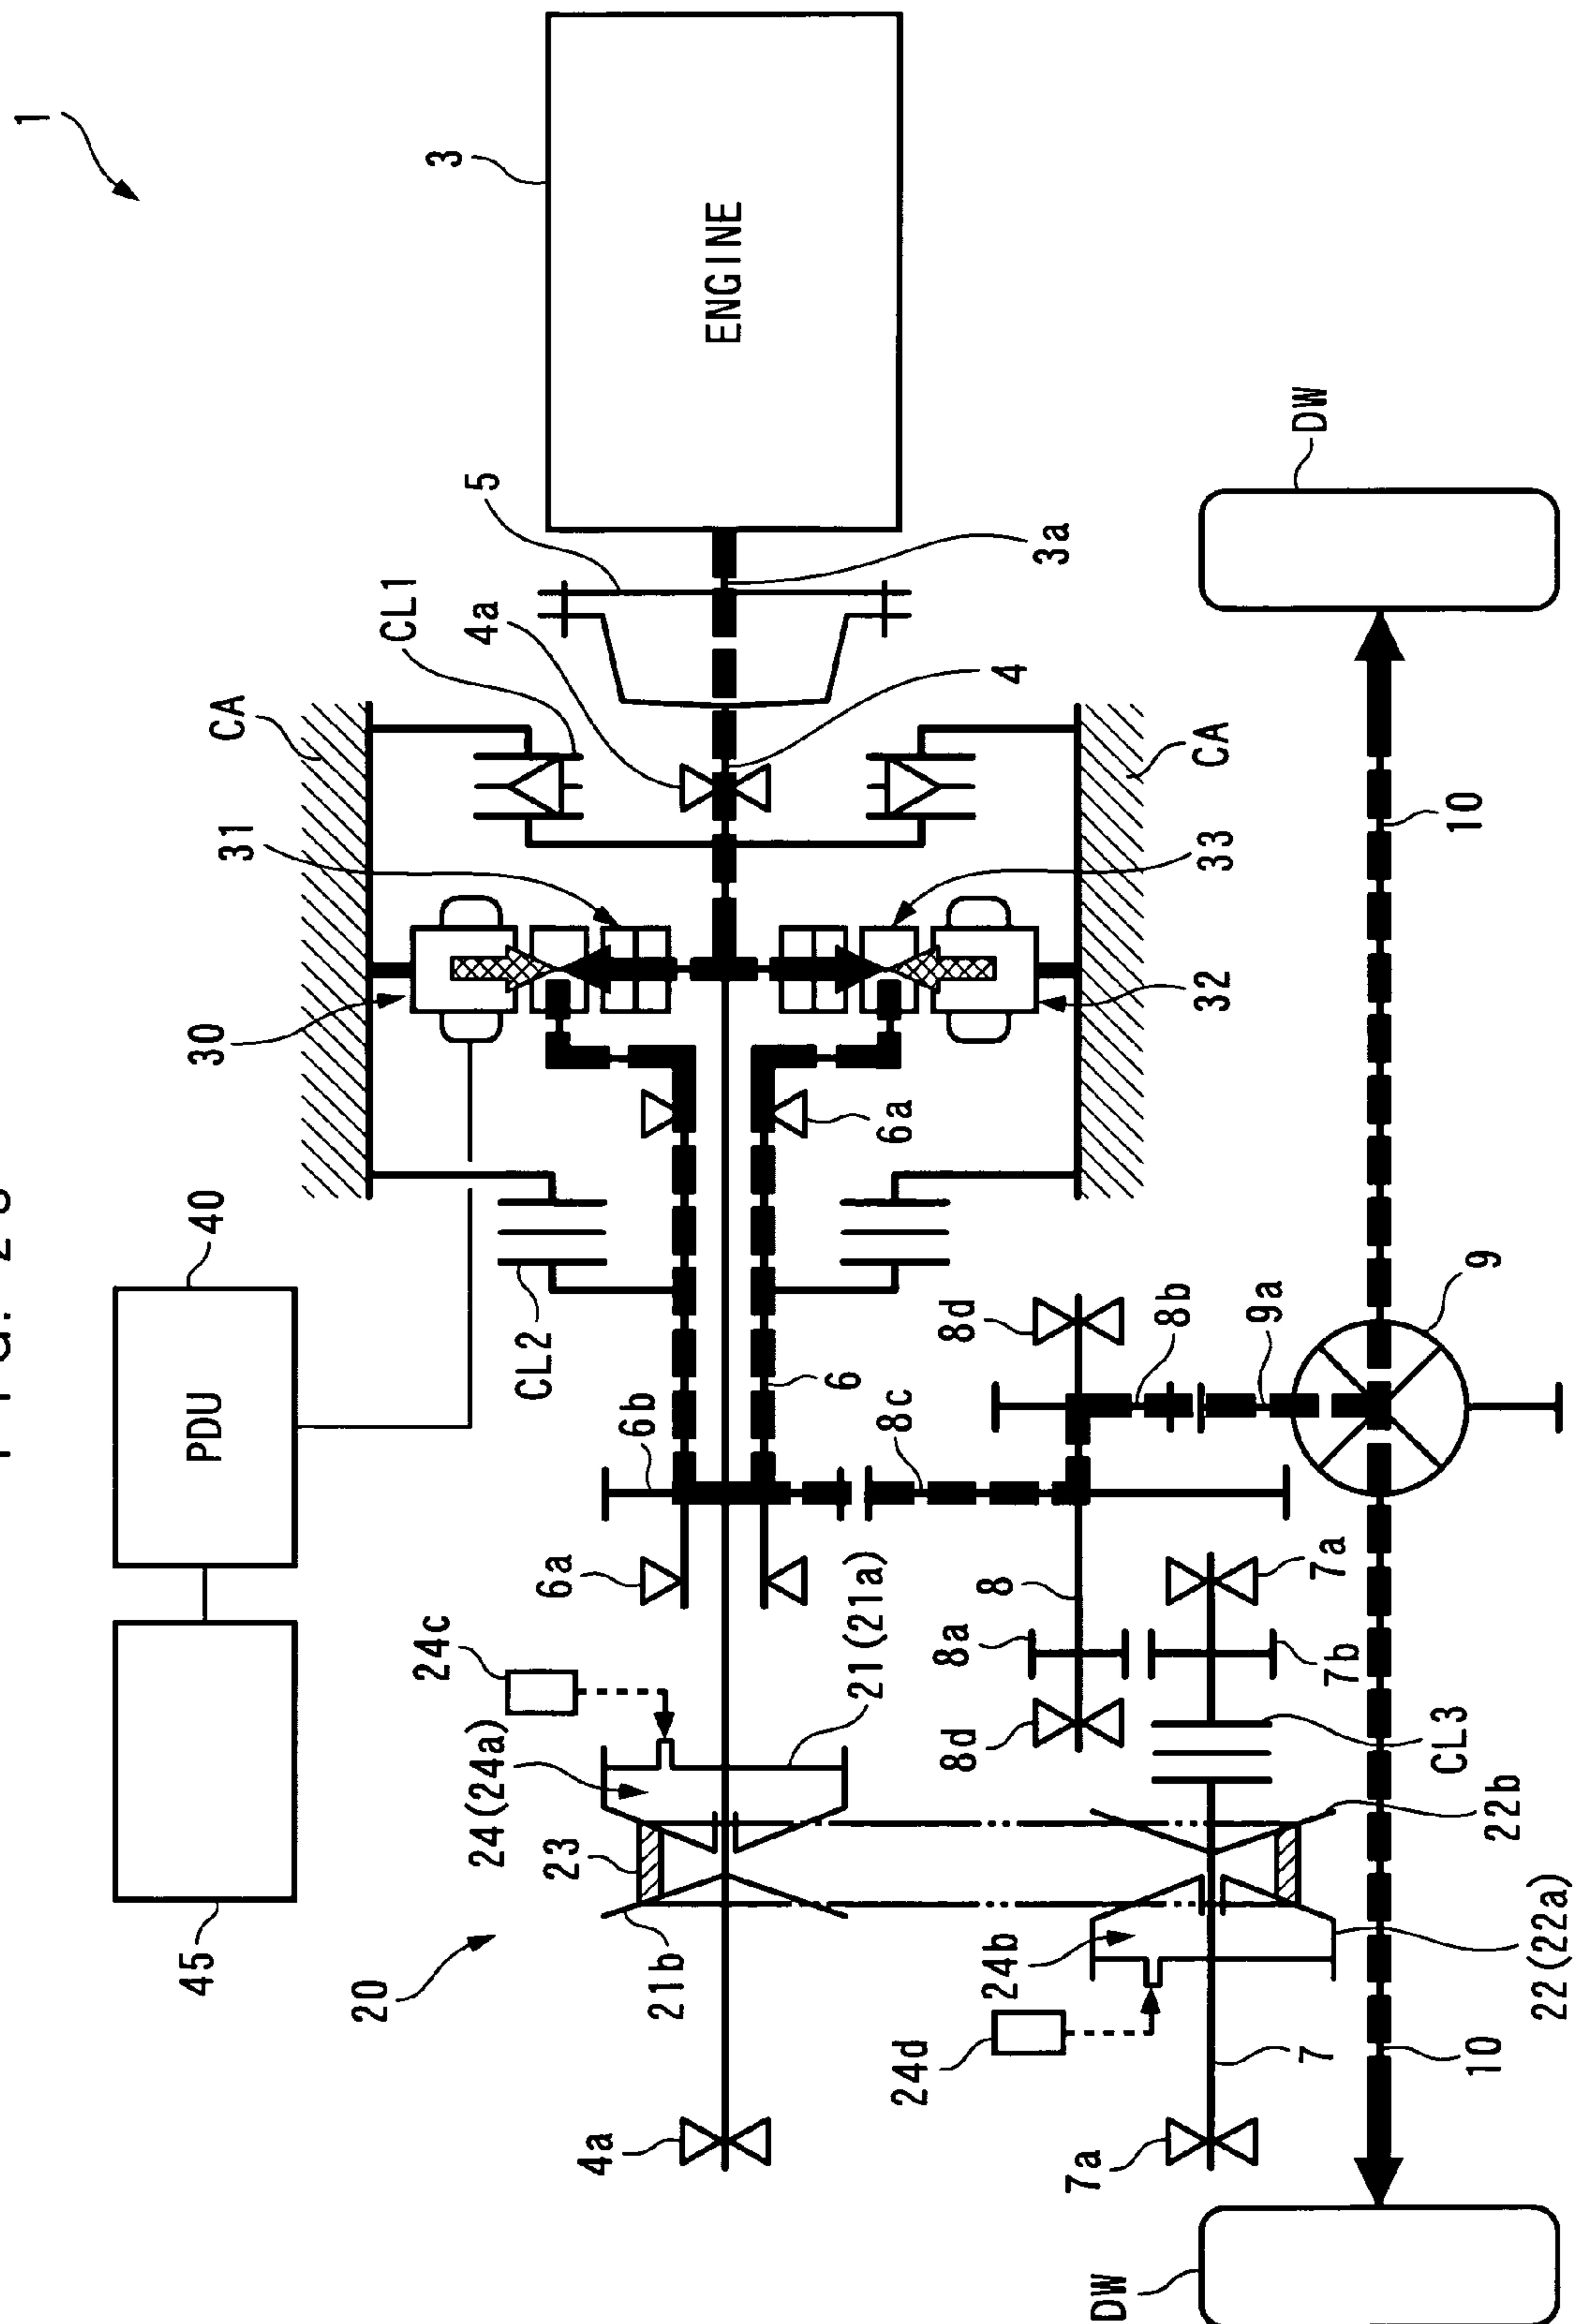 1
3
ENGINE
5
CL1
4a
3a
4
CA
CA
31
33
30
32
DW
10
6a
40
PDU
CL2
6
6b
8c
8d
8b
9a
9
6a
45
24c
21(21a)
8
8a
7a
7b
24(24a)
23
8d
CL3
20
21b
24b
22b
24d
7
22(22a)
10
4a
7a
DW